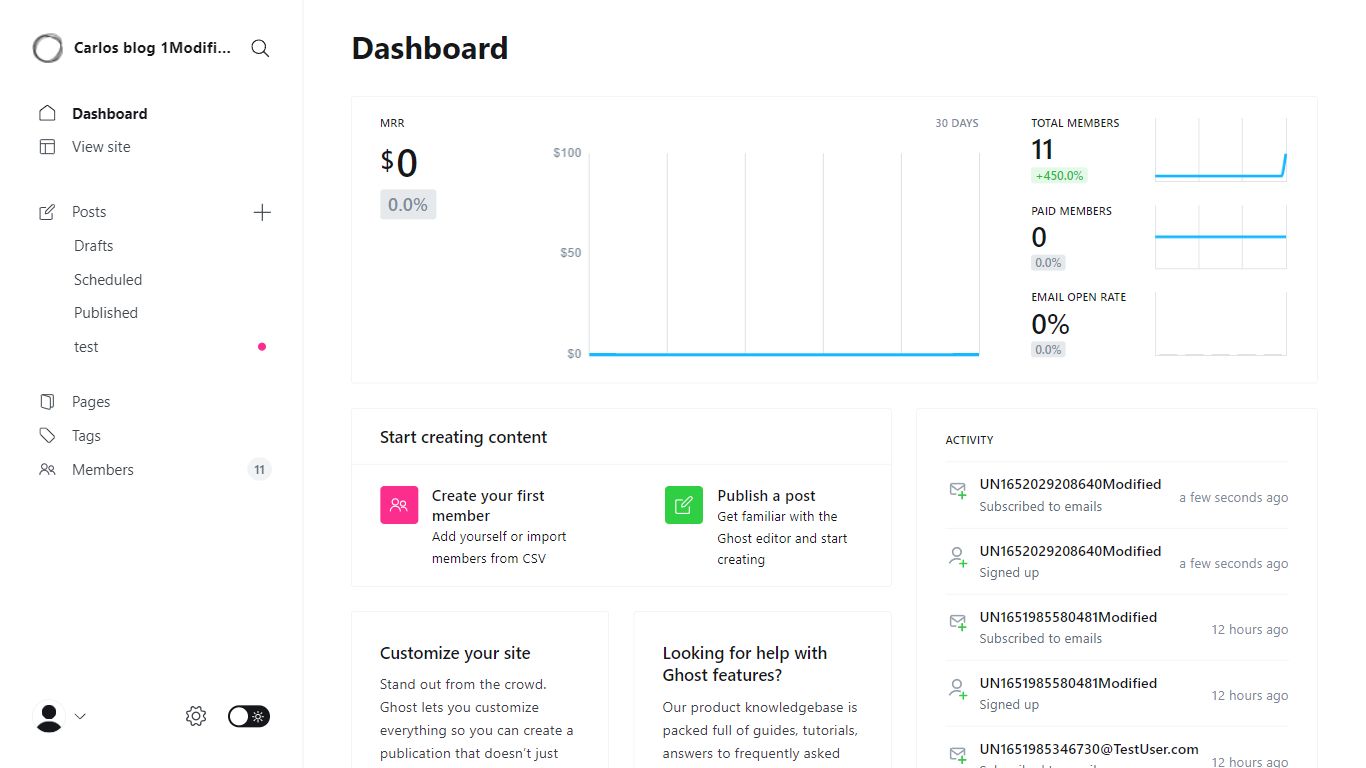 Carlos blog 1Modifi...
Dashboard
View site
Posts
Drafts
Scheduled
Published
test
Pages
Tags
Members
11
Dashboard
MRR
$0
0.0%
30 DAYS
$100
$50
$0
TOTAL MEMBERS
11
+450.0%
PAID MEMBERS
0
0.0%
EMAIL OPEN RATE
0%
0.0%
Start creating content
Create your first
member
Add yourself or import
members from CSV
Publish a post
Get familiar with the
Ghost editor and start
creating
Customize your site
Stand out from the crowd.
Ghost lets you customize
everything so you can create a
publication that doesn't just
Looking for help with
Ghost features?
Our product knowledgebase is
packed full of guides, tutorials,
answers to frequently asked
ACTIVITY
UN1652029208640Modified
Subscribed to emails
a few seconds ago
UN1652029208640Modified
Signed up
a few seconds ago
UN1651985580481Modified
Subscribed to emails
12 hours ago
UN1651985580481Modified
Signed up
12 hours ago
UN1651985346730@TestUser.com
Subscribed to emails
12 hours ago